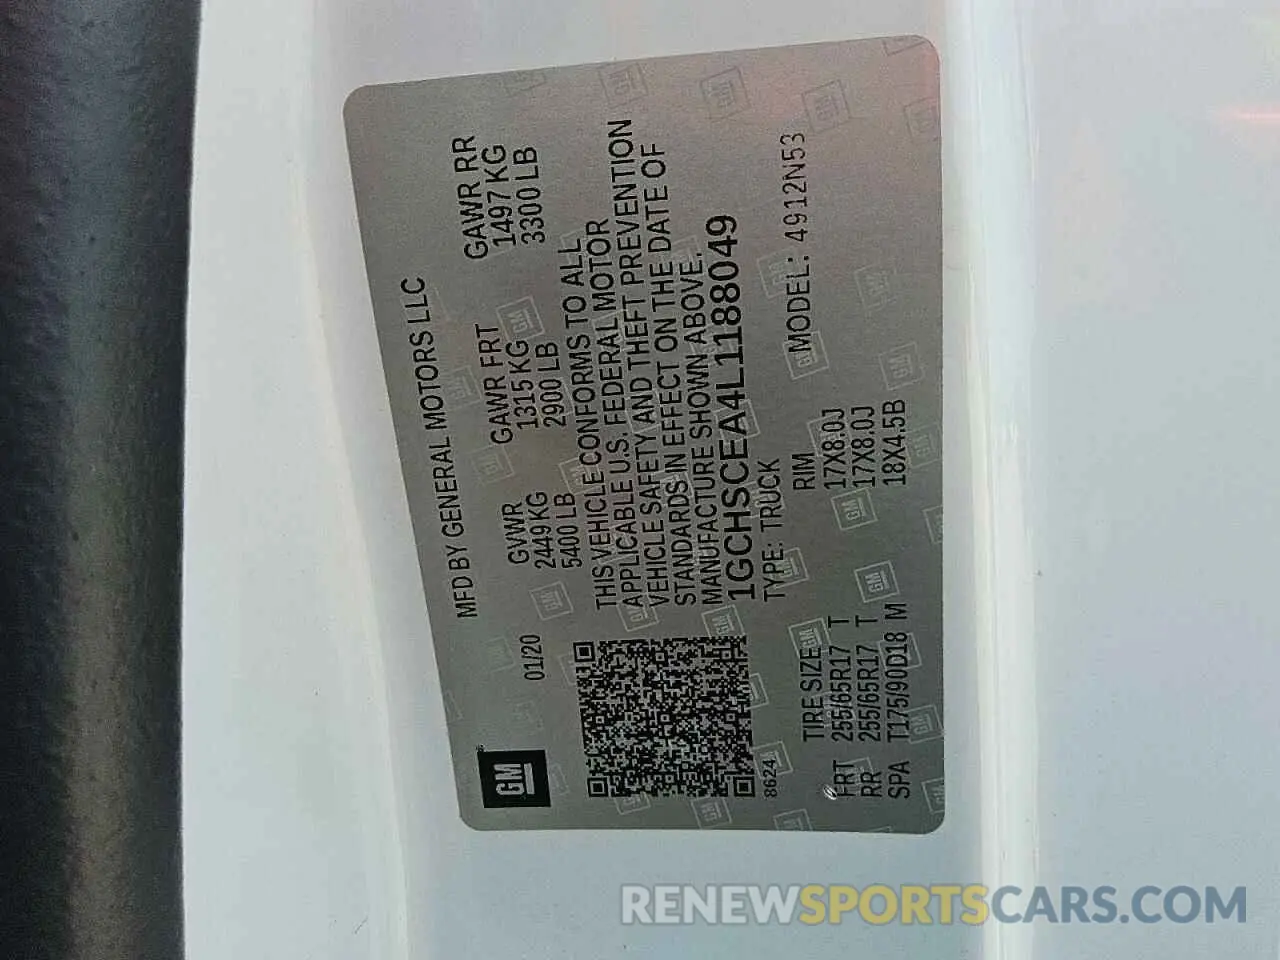 GM
MFD BY GENERAL MOTORS LLC
01/20
GVWR GAWR FRT GAWR RR
2449 KG 1315 KG 1497 KG
5400 LB 2900 LB 3300 LB
THIS VEHICLE CONFORMS TO ALL
APPLICABLE U.S. FEDERAL MOTOR
VEHICLE SAFETY AND THEFT PREVENTION
STANDARDS IN EFFECT ON THE DATE OF
MANUFACTURE SHOWN ABOVE.
1GCHSCEA4L1188049
8624 TYPE: TRUCK MODEL: 4912N53
TIRE SIZE RIM
FRT 255/65R17 T 17X8.0J
RR 255/65R17 T 17X8.0J
SPA T175/90D18 M 18X4.5B
RENEWSPORTSCARS.COM